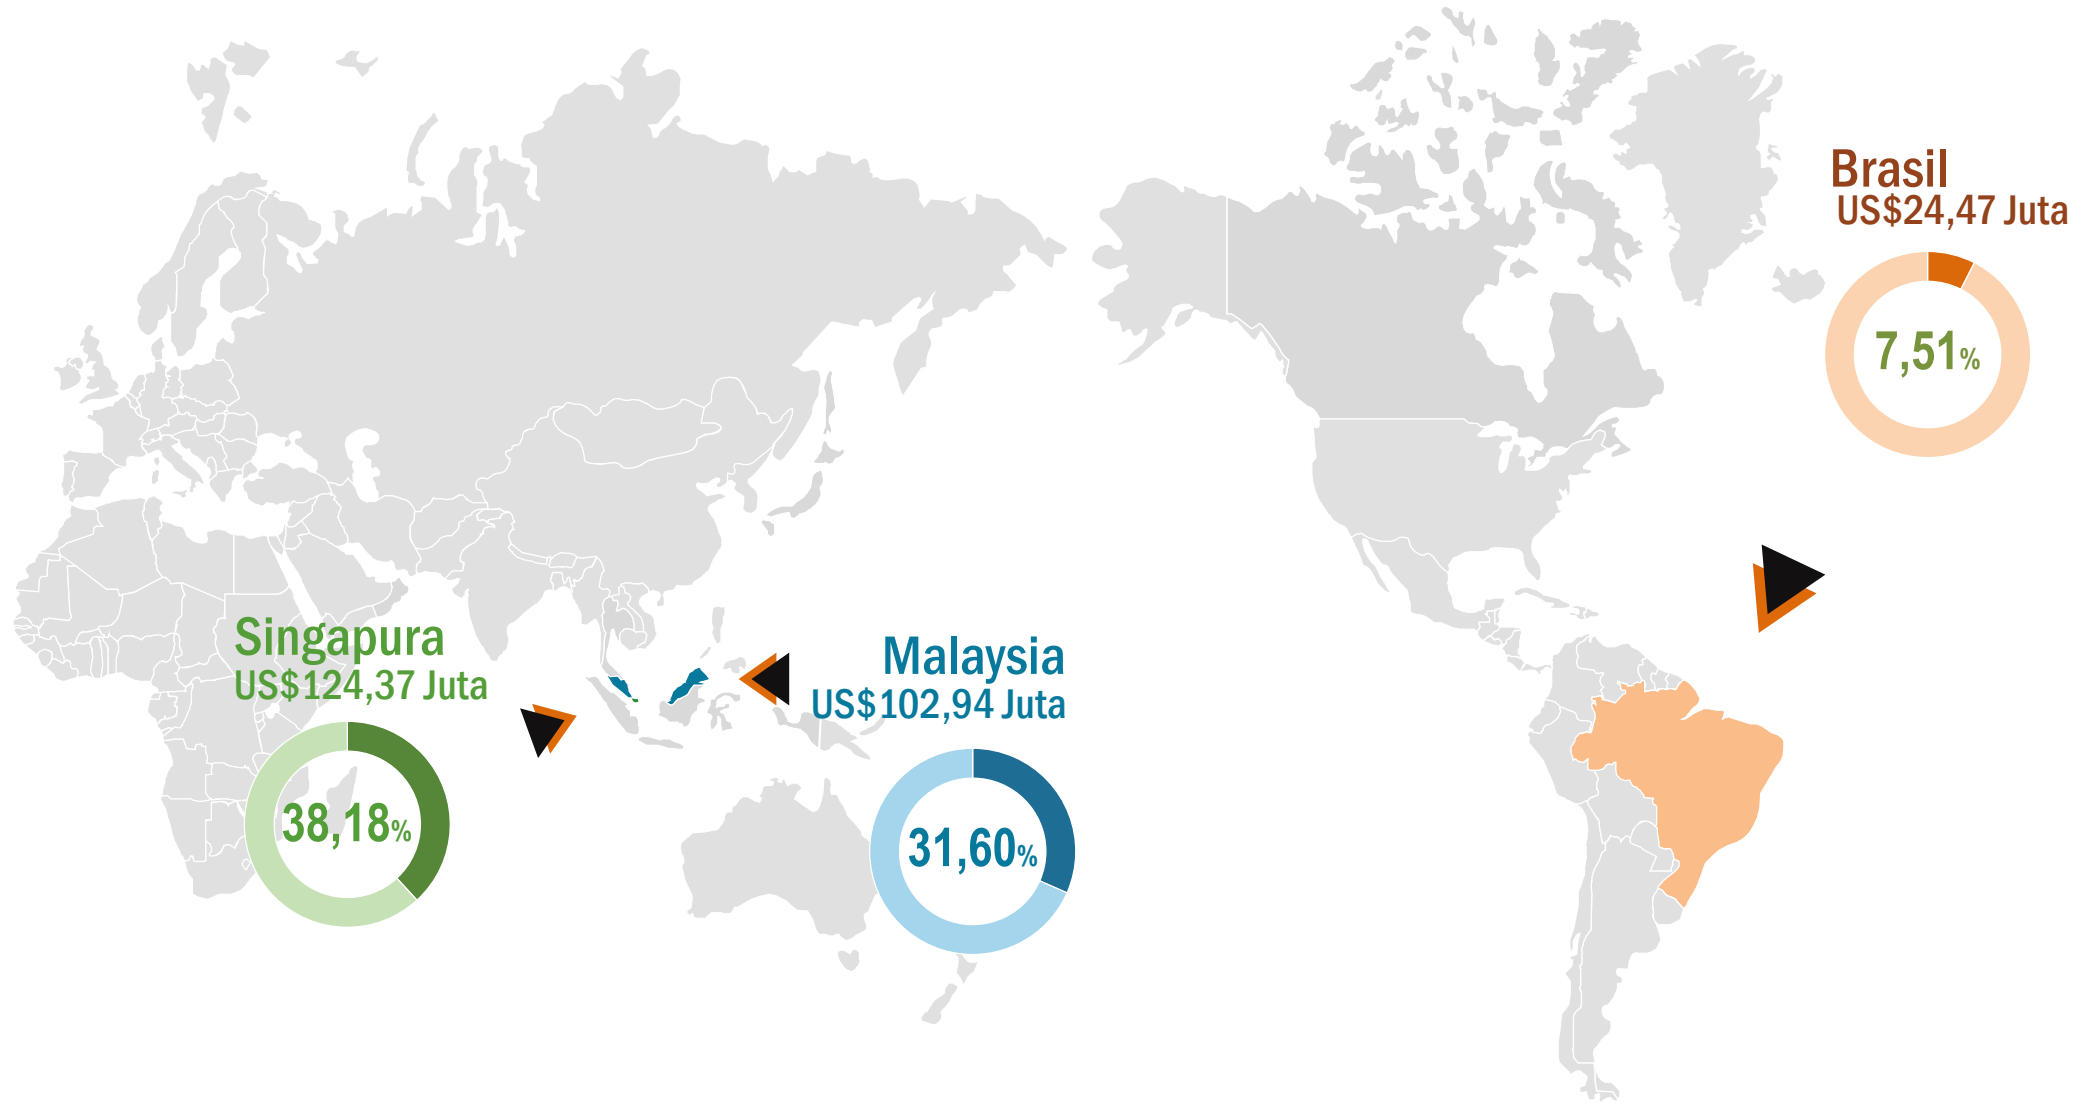 Brasil
US$24,47 Juta
7,51%
Singapura
US$124,37 Juta
38,18%
Malaysia
US$102,94 Juta
31,60%